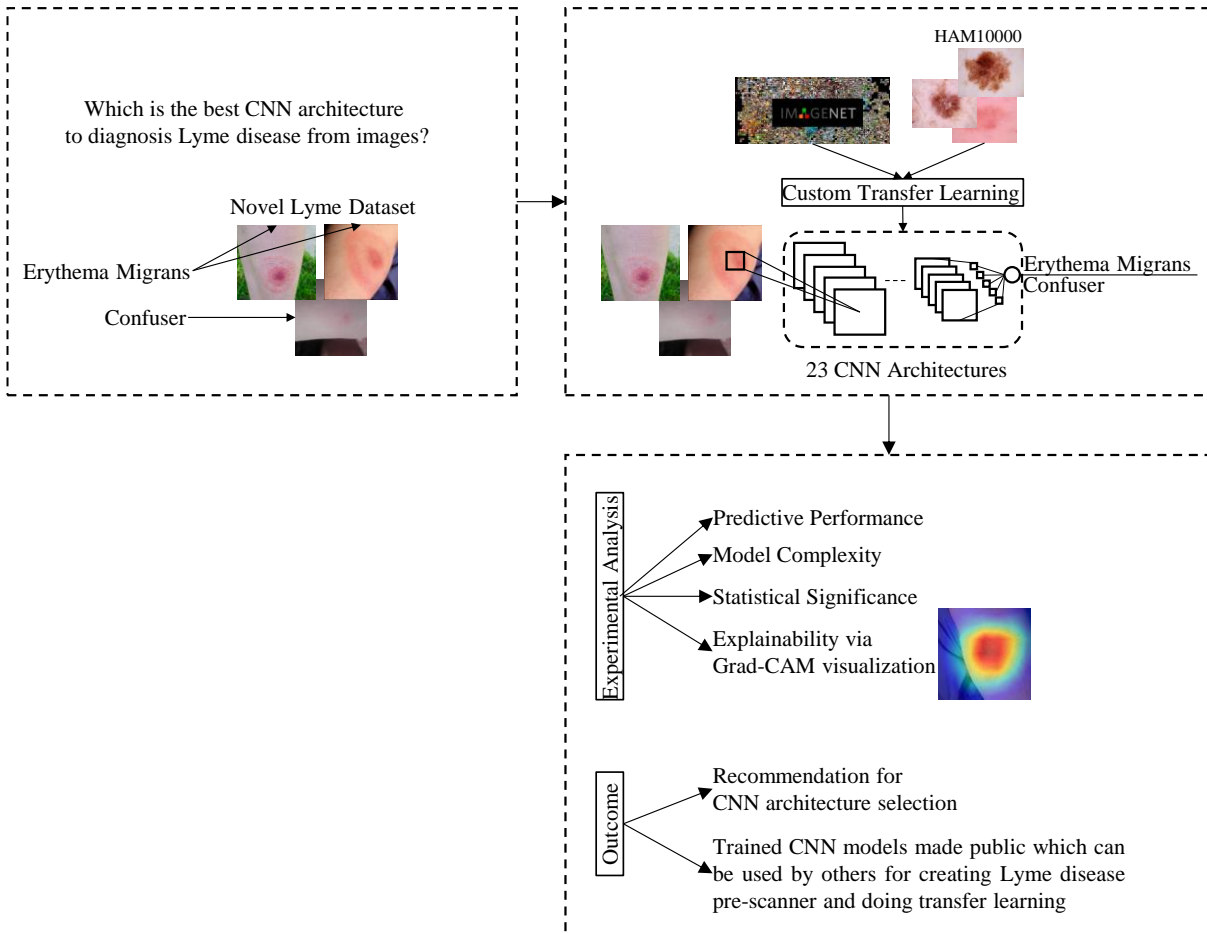 Which is the best CNN architecture
to diagnosis Lyme disease from images?
Novel Lyme Dataset
Erythema Migrans
Confuser
HAM10000
IMAGENET
Custom Transfer Learning
Erythema Migrans
Confuser
23 CNN Architectures
Experimental Analysis
Predictive Performance
Model Complexity
Statistical Significance
Explainability via
Grad-CAM visualization
Outcome
Recommendation for
CNN architecture selection
Trained CNN models made public which can
be used by others for creating Lyme disease
pre-scanner and doing transfer learning